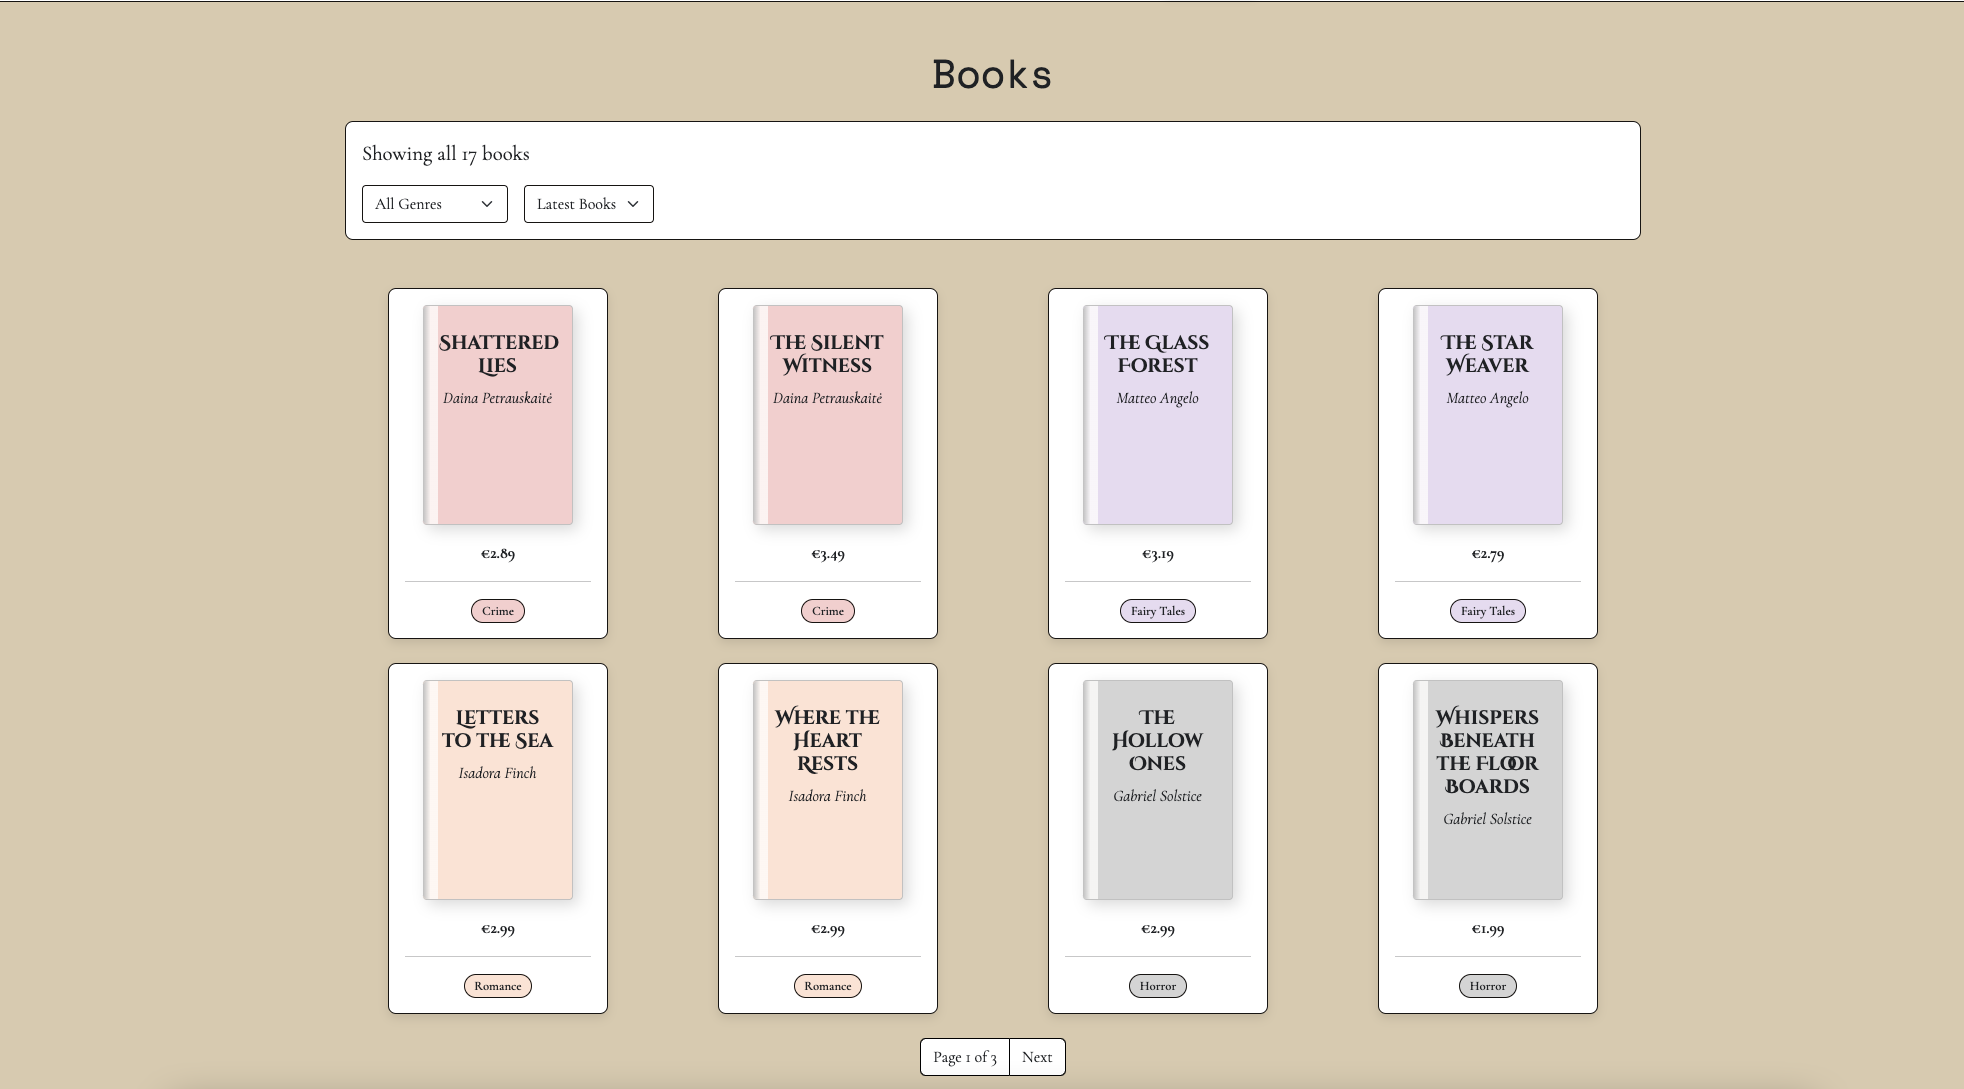 Books
Showing all 17 books
All Genres
Latest Books
SHATTERED
LIES
Daina Petrauskaitė
€2.89
Crime
THE SILENT
WITNESS
Daina Petrauskaitė
€3.49
Crime
THE GLASS
FOREST
Matteo Angelo
€3.19
Fairy Tales
THE STAR
WEAVER
Matteo Angelo
€2.79
Fairy Tales
LETTERS
TO THE SEA
Isadora Finch
€2.99
Romance
WHERE THE
HEART
RESTS
Isadora Finch
€2.99
Romance
THE
HOLLOW
ONES
Gabriel Solstice
€2.99
Horror
WHISPERS
BENEATH
THE FLOOR
BOARDS
Gabriel Solstice
€1.99
Horror
Page 1 of 3
Next